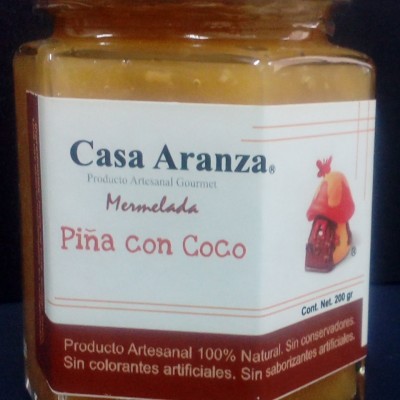 Casa Aranza®
Producto Artesanal Gourmet
Mermelada
Piña con Coco
®
Cont. Net. 200 gr
Producto Artesanal 100% Natural. Sin conservadores.
Sin colorantes artificiales. Sin saborizantes artificiales.